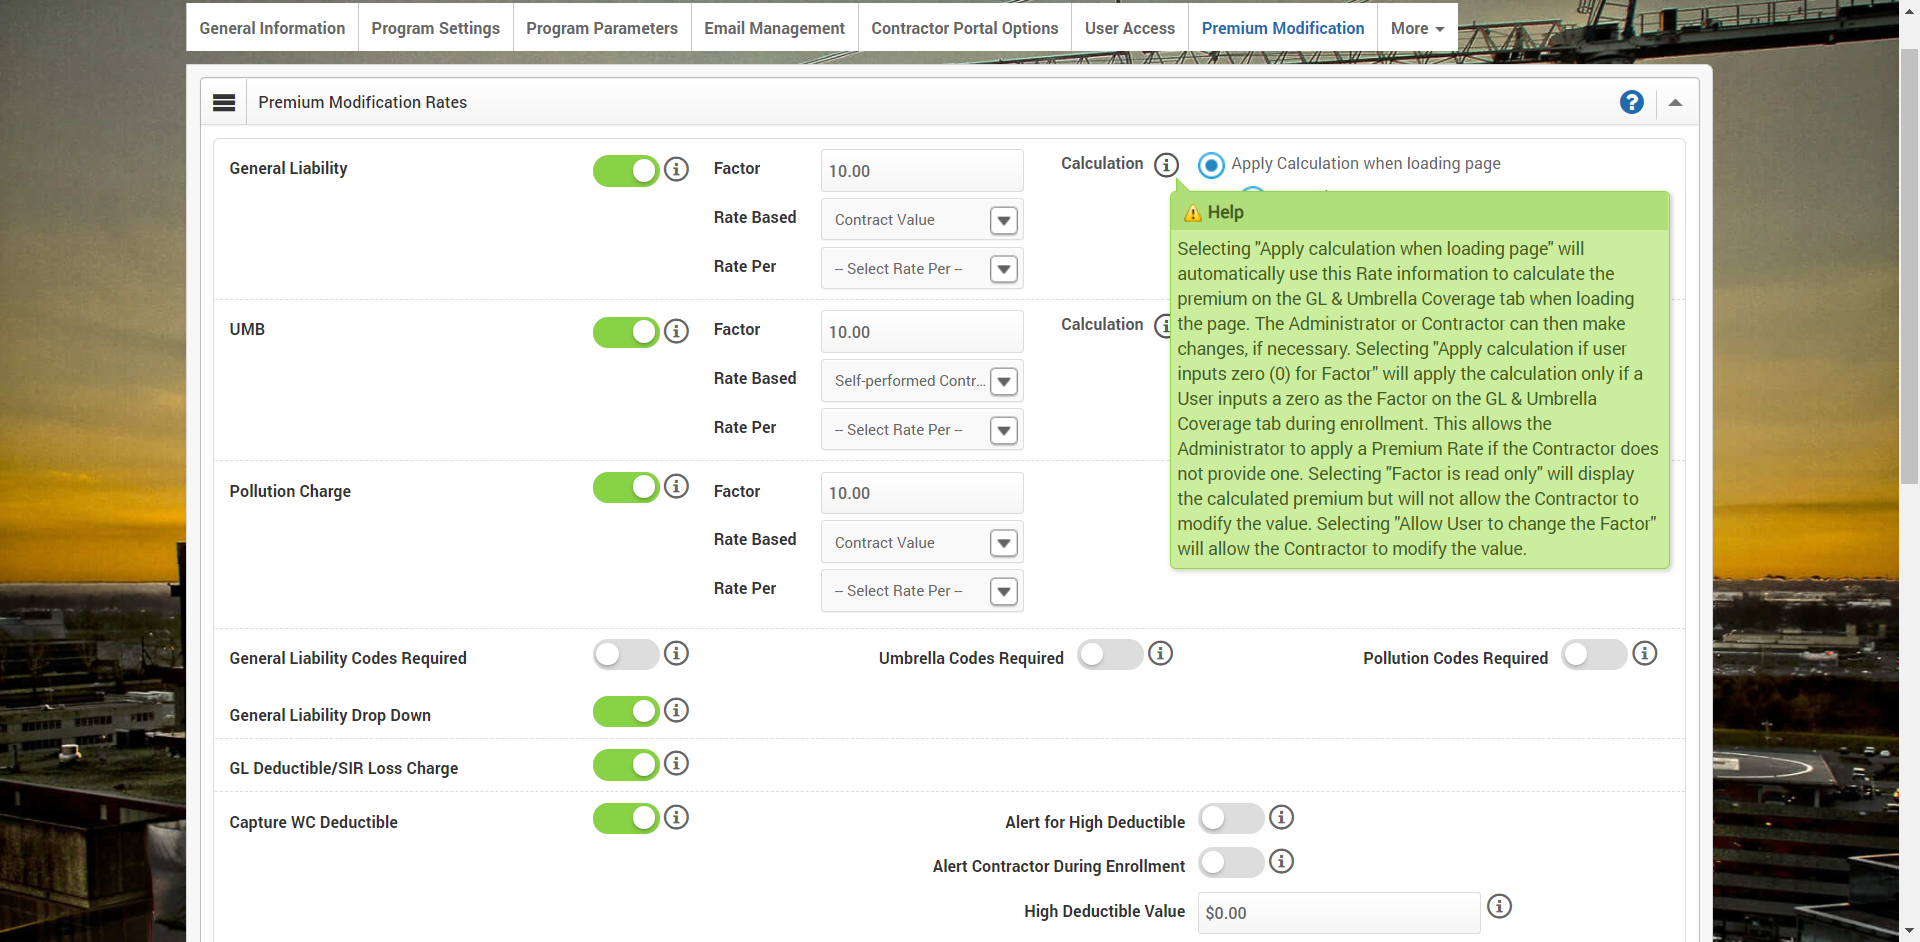 General Information
Program Settings
Program Parameters
Email Management
Contractor Portal Options
User Access
Premium Modification
More
Premium Modification Rates
General Liability
Factor
10.00
Calculation
Apply Calculation when loading page
Rate Based
Contract Value
Rate Per
-- Select Rate Per --
Help
Selecting "Apply calculation when loading page" will
automatically use this Rate information to calculate the
premium on the GL & Umbrella Coverage tab when loading
the page. The Administrator or Contractor can then make
changes, if necessary. Selecting "Apply calculation if user
inputs zero (0) for Factor" will apply the calculation only if a
User inputs a zero as the Factor on the GL & Umbrella
Coverage tab during enrollment. This allows the
Administrator to apply a Premium Rate if the Contractor does
not provide one. Selecting "Factor is read only" will display
the calculated premium but will not allow the Contractor to
modify the value. Selecting "Allow User to change the Factor"
will allow the Contractor to modify the value.
UMB
Factor
10.00
Calculation
Rate Based
Self-performed Contr...
Rate Per
-- Select Rate Per --
Pollution Charge
Factor
10.00
Rate Based
Contract Value
Rate Per
-- Select Rate Per --
General Liability Codes Required
Umbrella Codes Required
Pollution Codes Required
General Liability Drop Down
GL Deductible/SIR Loss Charge
Capture WC Deductible
Alert for High Deductible
Alert Contractor During Enrollment
High Deductible Value
$0.00